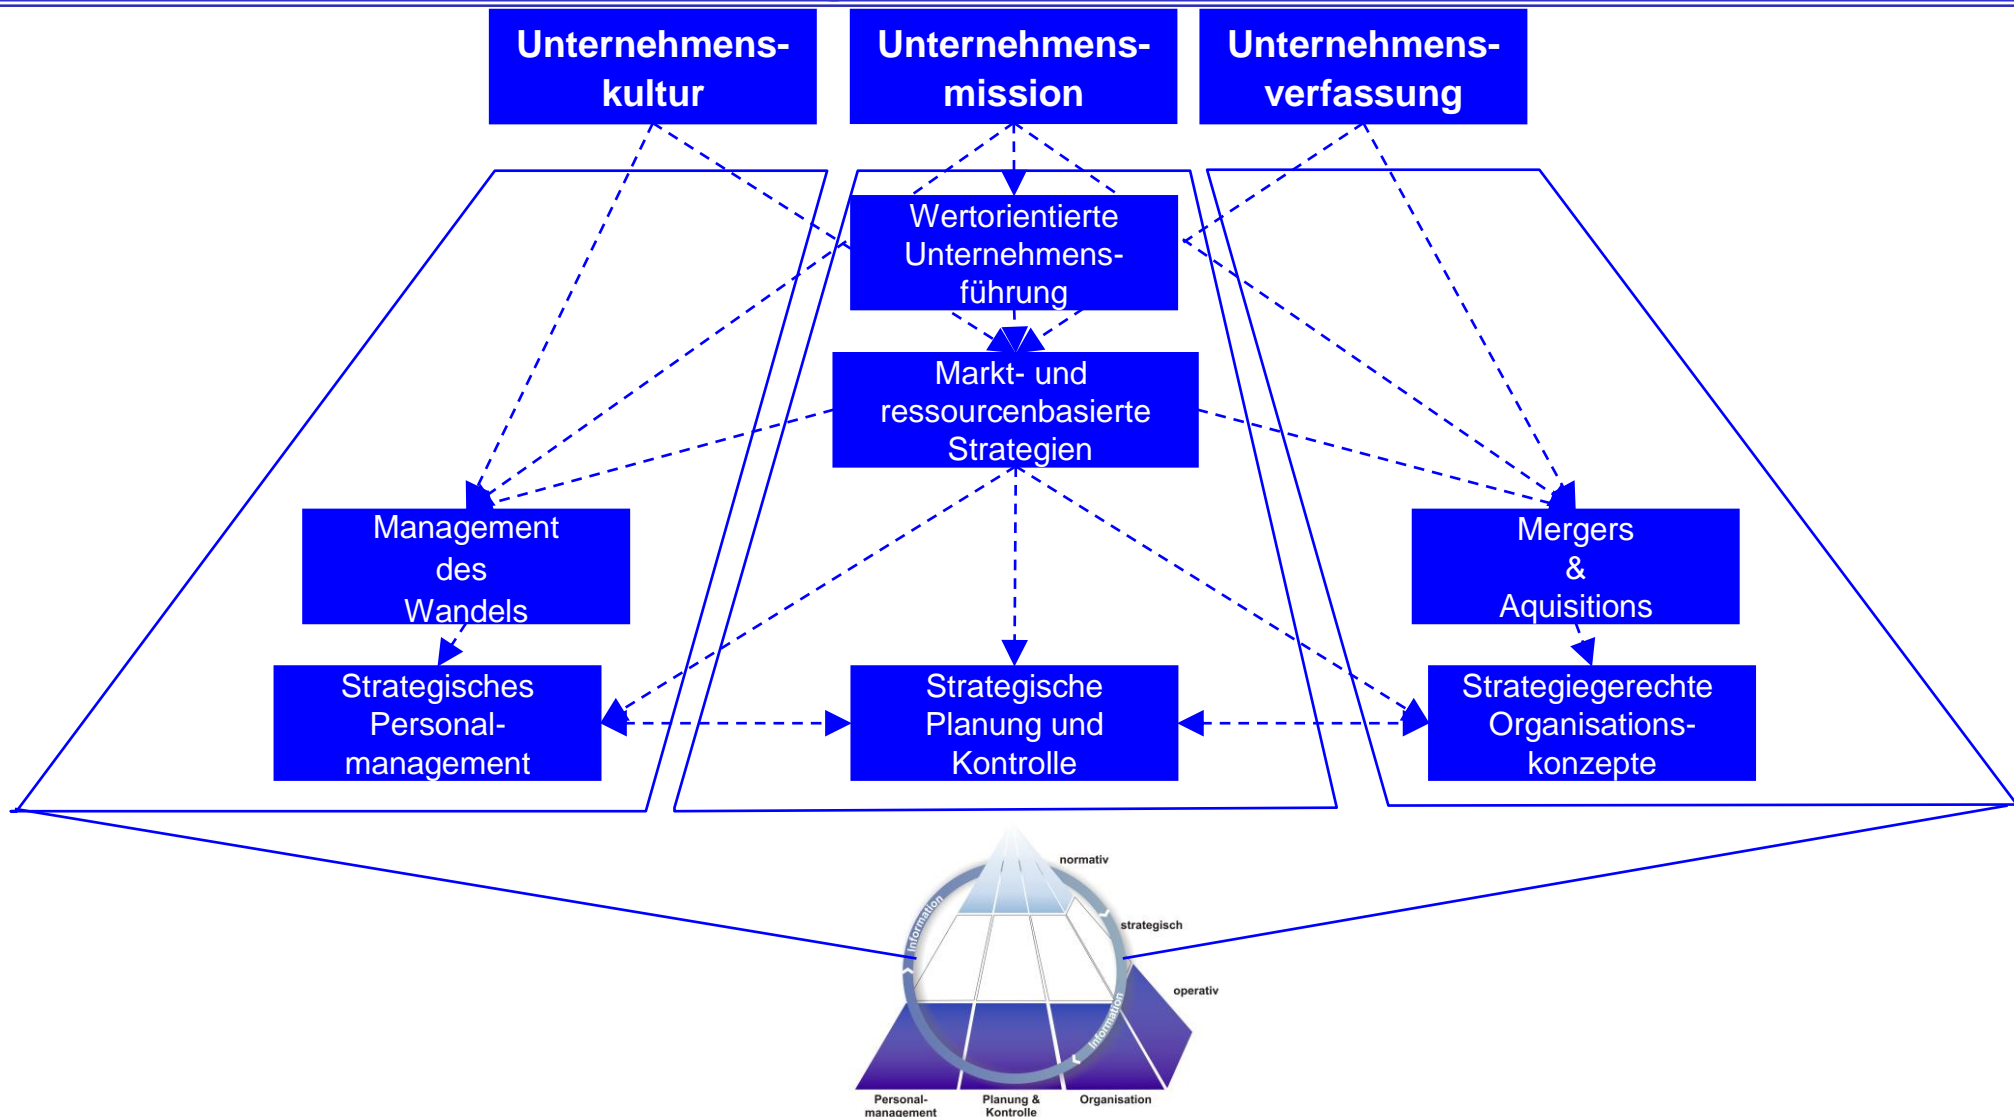 Unternehmens-
kultur
Unternehmens-
mission
Unternehmens-
verfassung
Wertorientierte
Unternehmens-
führung
Markt- und
ressourcenbasierte
Strategien
Management
des
Wandels
Mergers
&
Aquisitions
Strategisches
Personal-
management
Strategische
Planung und
Kontrolle
Strategiegerechte
Organisations-
konzepte
normativ
Information
strategisch
operativ
Information
Personal-
management
Planung &
Kontrolle
Organisation